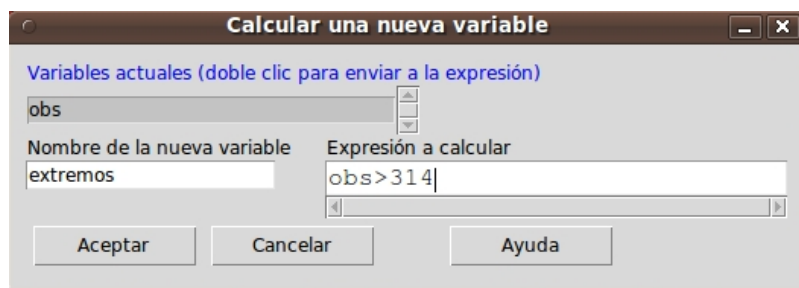 Calcular una nueva variable
Variables actuales (doble clic para enviar a la expresión)
obs
Nombre de la nueva variable
Expresión a calcular
extremos
obs>314
Aceptar
Cancelar
Ayuda